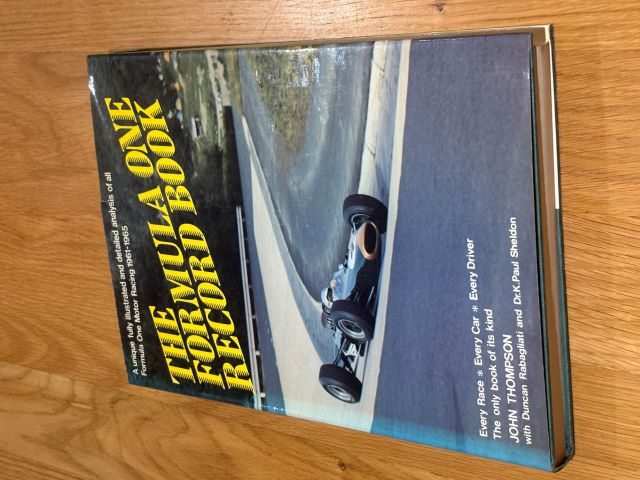 A unique fully illustrated and detailed analysis of all
Formula One Motor Racing 1961-1965
THE
FORMULA ONE
RECORD BOOK
Every Race * Every Car * Every Driver
The only book of its kind
JOHN THOMPSON
with Duncan Rabagliati and Dr.K.Paul Sheldon